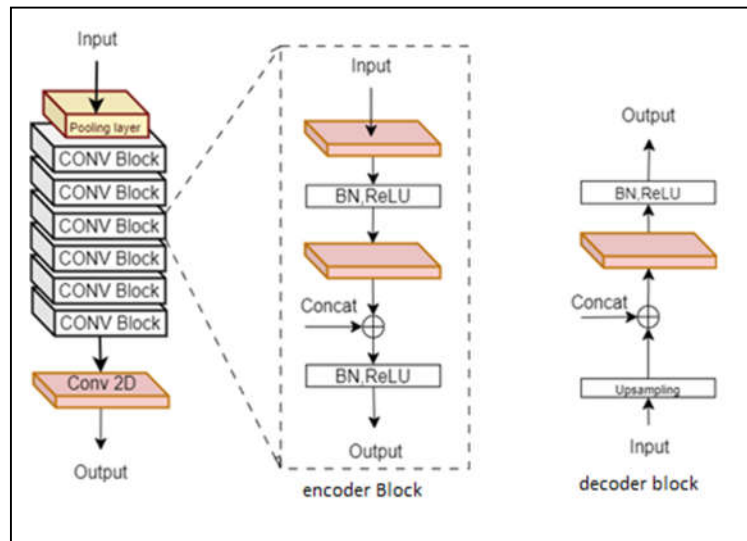 Input
Pooling layer
CONV Block
CONV Block
CONV Block
CONV Block
CONV Block
CONV Block
Conv 2D
Output
Input
BN,ReLU
Concat
BN,ReLU
Output
encoder Block
Output
BN,ReLU
Concat
Upsampling
Input
decoder block